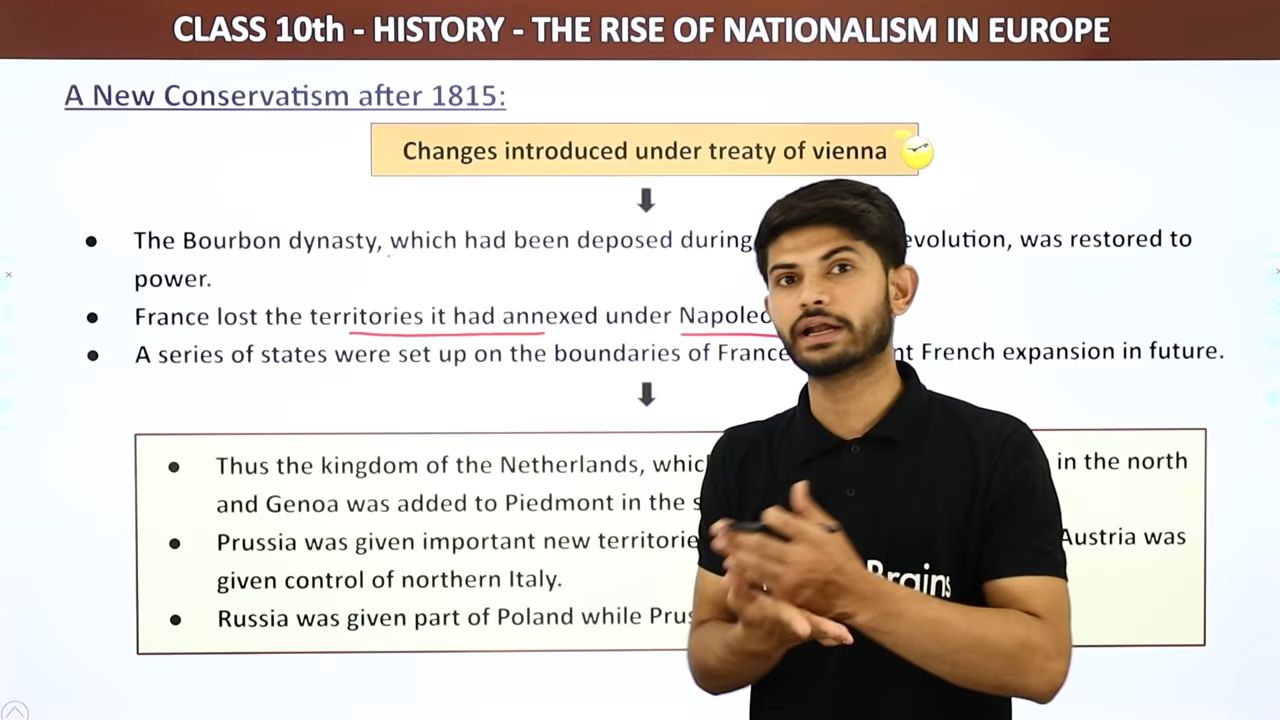 CLASS 10th - HISTORY - THE RISE OF NATIONALISM IN EUROPE
A New Conservatism after 1815:
Changes introduced under treaty of vienna
• The Bourbon dynasty, which had been deposed during evolution, was restored to
power.
• France lost the territories it had annexed under Napoleo
• A series of states were set up on the boundaries of France nt French expansion in future.
• Thus the kingdom of the Netherlands, whic in the north
and Genoa was added to Piedmont in the s
• Prussia was given important new territorie Austria was
given control of northern Italy.
• Russia was given part of Poland while Prus
Brains